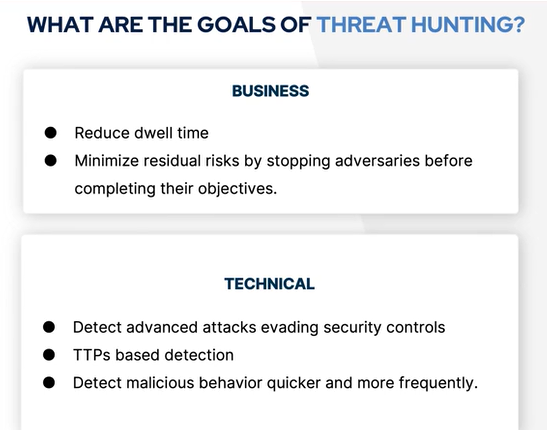 WHAT ARE THE GOALS OF THREAT HUNTING?
BUSINESS
● Reduce dwell time
● Minimize residual risks by stopping adversaries before
completing their objectives.
TECHNICAL
● Detect advanced attacks evading security controls
● TTPs based detection
● Detect malicious behavior quicker and more frequently.